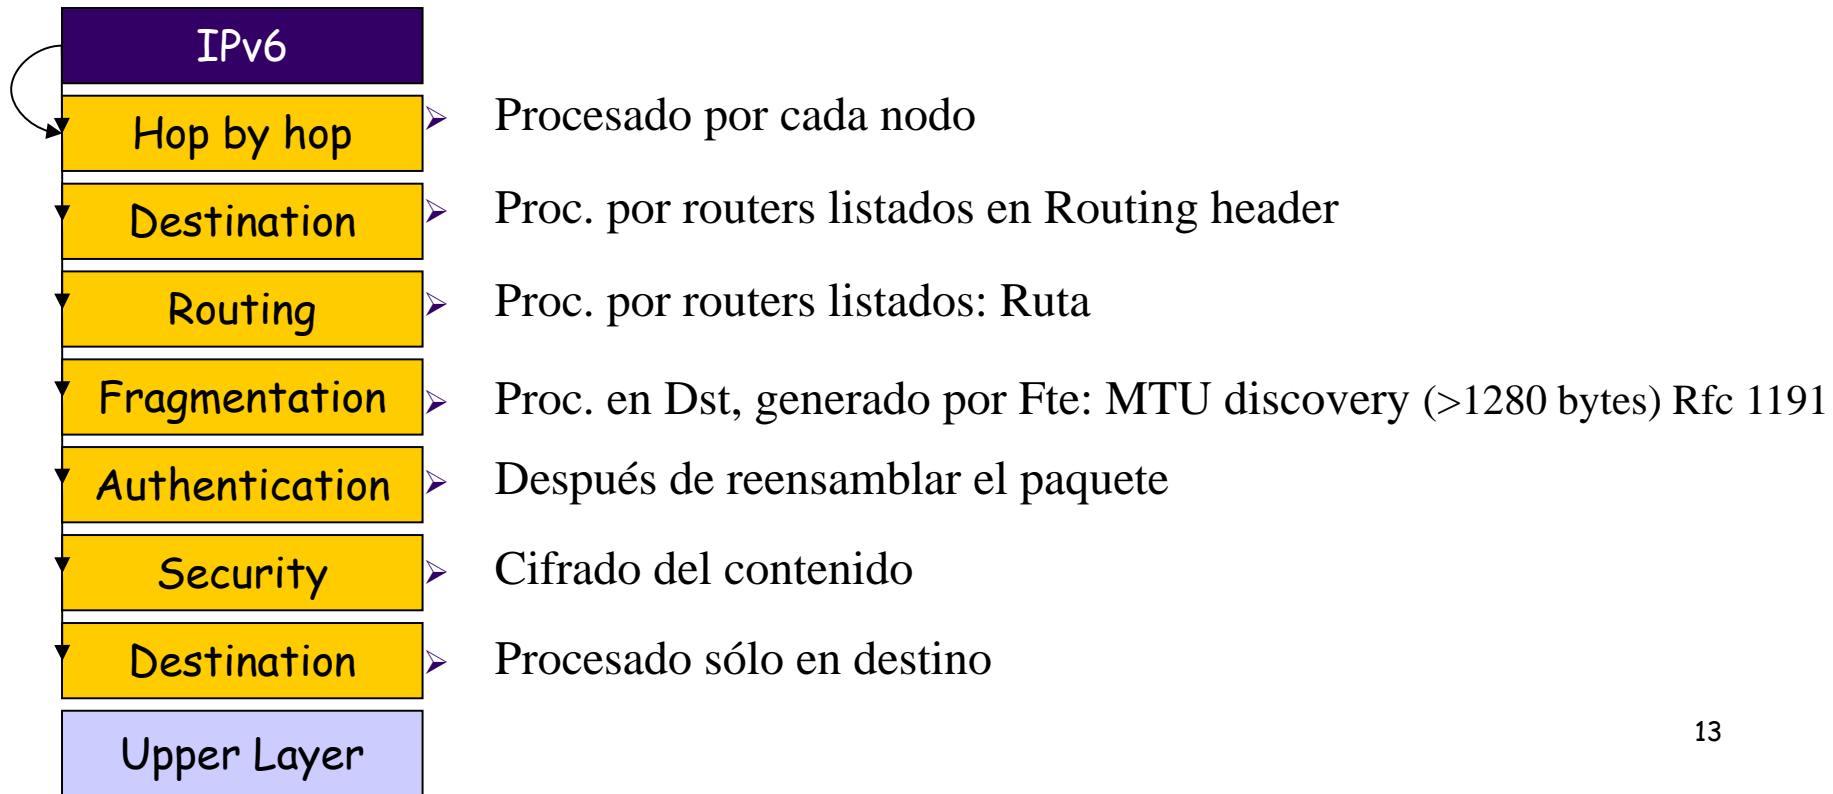 IPv6
Hop by hop
Procesado por cada nodo
Destination
Proc. por routers listados en Routing header
Routing
Proc. por routers listados: Ruta
Fragmentation
Proc. en Dst, generado por Fte: MTU discovery (>1280 bytes) Rfc 1191
Authentication
Después de reensamblar el paquete
Security
Cifrado del contenido
Destination
Procesado sólo en destino
Upper Layer
13